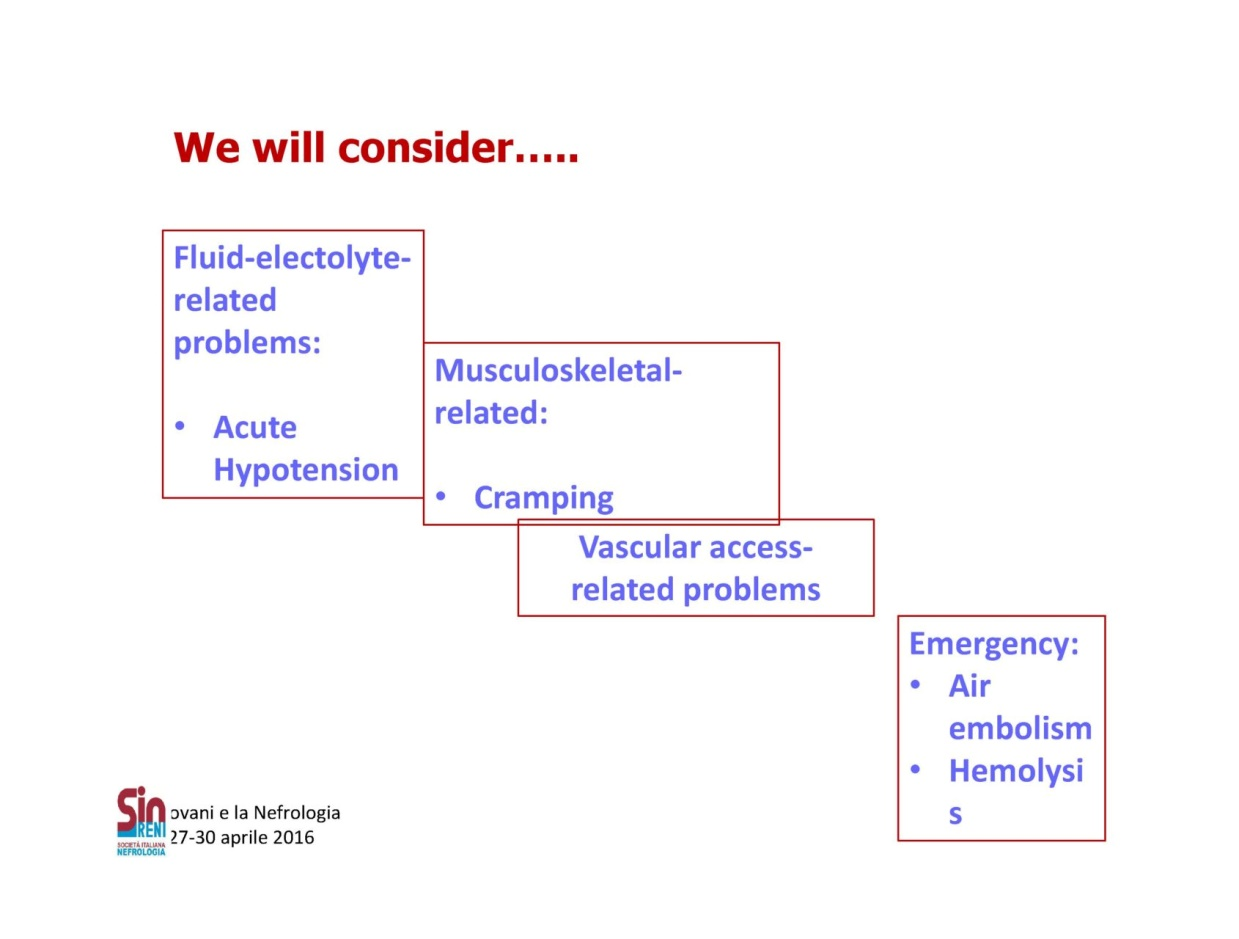 We will consider…..
Fluid-electolyte-
related
problems:
• Acute
Hypotension
Musculoskeletal-
related:
• Cramping
Vascular access-
related problems
Emergency:
• Air
embolism
• Hemolysi
s
Sin
RENI
SOCIETÀ ITALIANA
NEFROLOGIA
ovani e la Nefrologia
27-30 aprile 2016